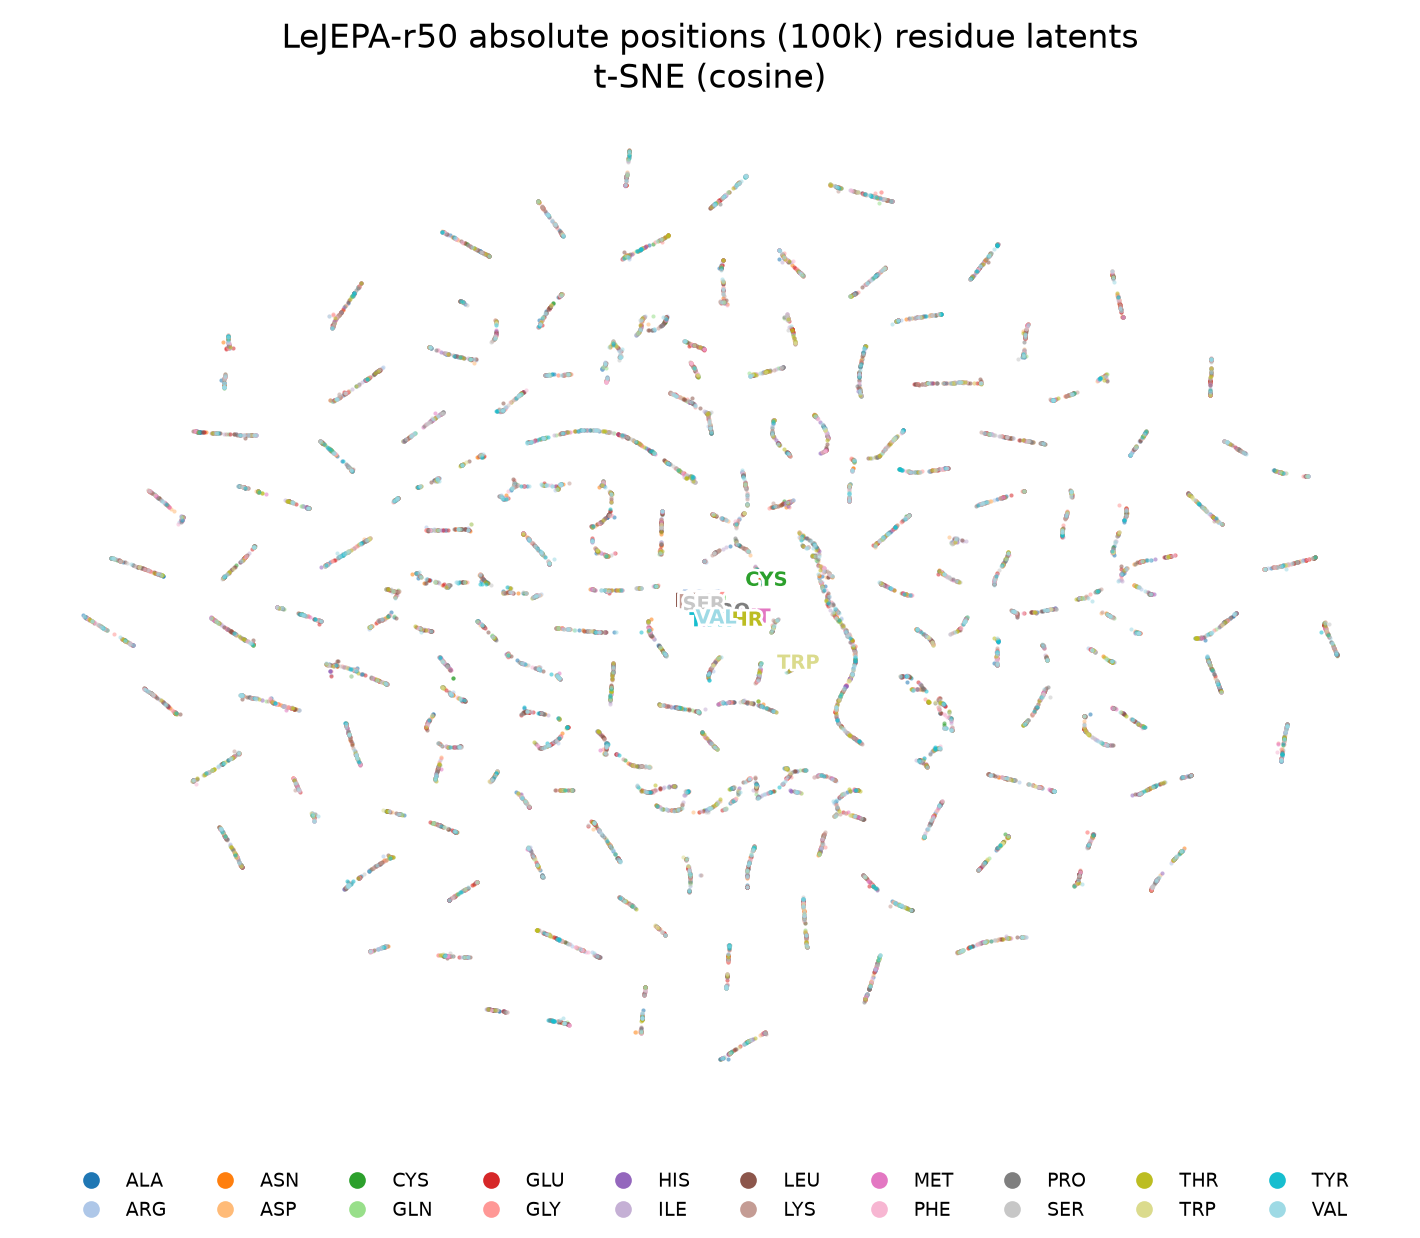 LeJEPA-r50 absolute positions (100k) residue latents
t-SNE (cosine)
CYS
SER
VAL
TRP
ALA ASN CYS GLU HIS LEU MET PRO THR TYR
ARG ASP GLN GLY ILE LYS PHE SER TRP VAL